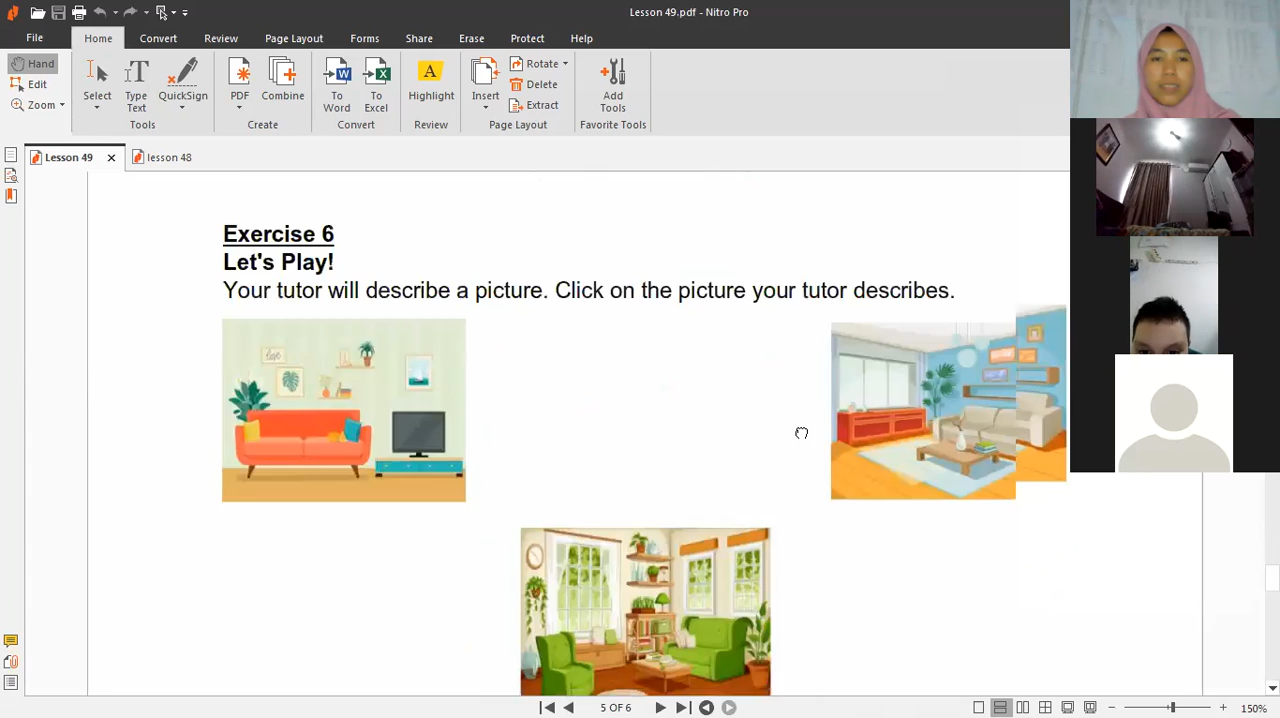 Lesson 49.pdf - Nitro Pro
File
Home
Convert
Review
Page Layout
Forms
Share
Erase
Protect
Help
Hand
Edit
Zoom
Select
Type
Text
QuickSign
Tools
PDF
Combine
Create
To
Word
To
Excel
Convert
Highlight
Review
Insert
Rotate
Delete
Extract
Page Layout
Add
Tools
Favorite Tools
Lesson 49
lesson 48
Exercise 6
Let's Play!
Your tutor will describe a picture. Click on the picture your tutor describes.
love
5 OF 6
150%